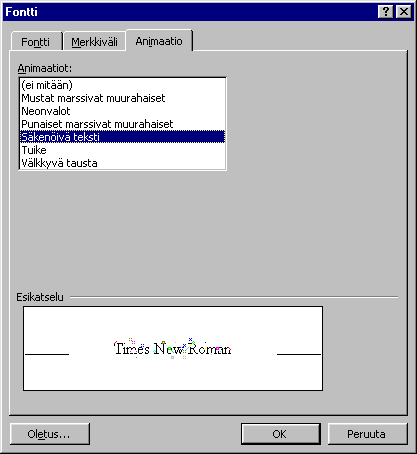 Fontti
Fontti Merkkiväli Animaatio
Animaatiot:
(ei mitään)
Mustat marssivat muurahaiset
Neonvalot
Punaiset marssivat muurahaiset
Säkenöivä teksti
Tuike
Välkkyvä tausta
Esikatselu
Times New Roman
Oletus... OK Peruuta